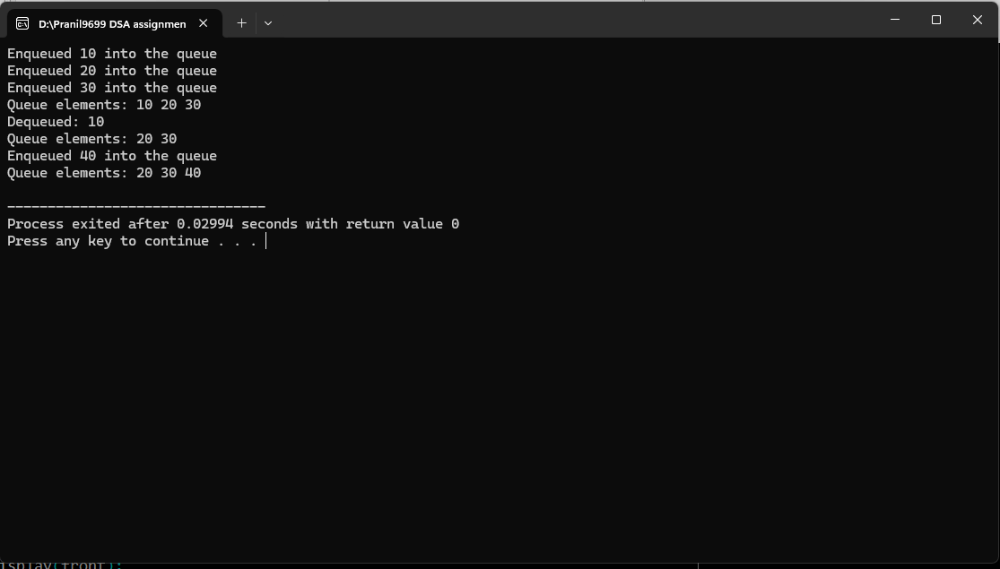 D:\Pranil9699 DSA assignmen
Enqueued 10 into the queue
Enqueued 20 into the queue
Enqueued 30 into the queue
Queue elements: 10 20 30
Dequeued: 10
Queue elements: 20 30
Enqueued 40 into the queue
Queue elements: 20 30 40
--------------------------------
Process exited after 0.02994 seconds with return value 0
Press any key to continue . . .